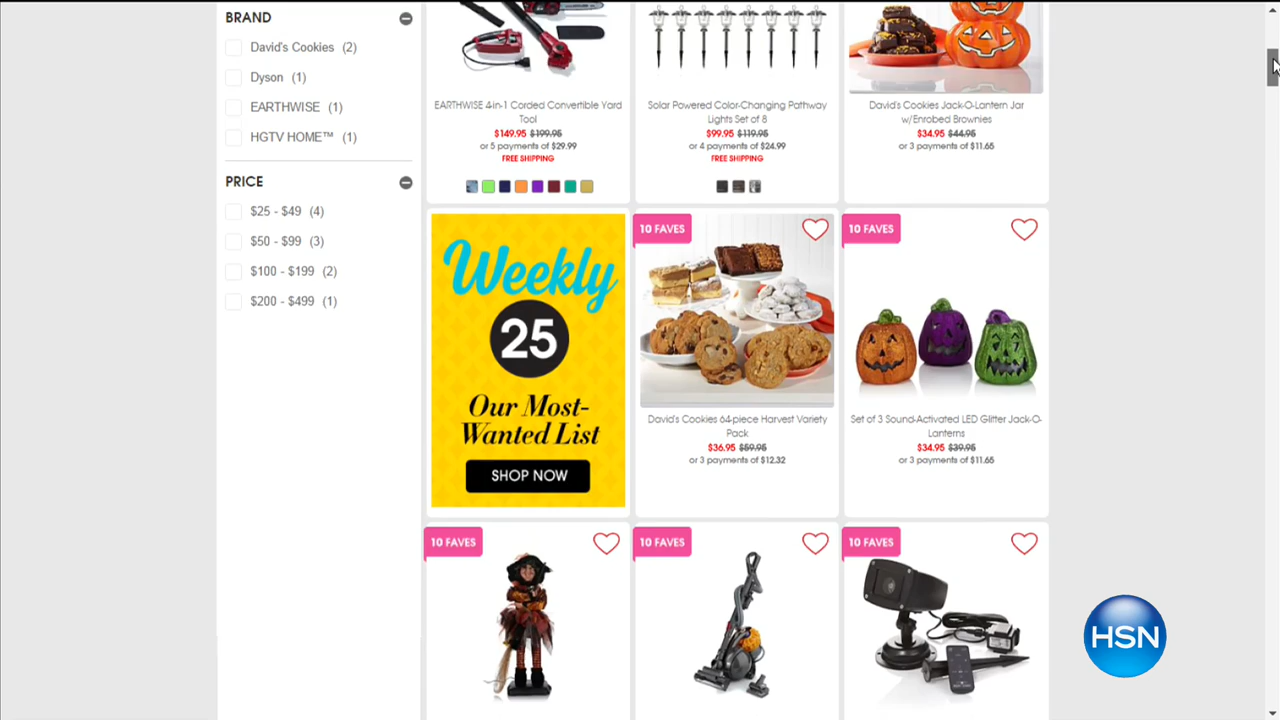 BRAND
David's Cookies (2)
Dyson (1)
EARTHWISE (1)
HGTV HOME™ (1)
PRICE
$25 - $49 (4)
$50 - $99 (3)
$100 - $199 (2)
$200 - $499 (1)
EARTHWISE 4-in-1 Corded Convertible Yard
Tool
$149.95 $199.95
or 5 payments of $29.99
FREE SHIPPING
Solar Powered Color-Changing Pathway
Lights Set of 8
$99.95 $119.95
or 4 payments of $24.99
FREE SHIPPING
David's Cookies Jack-O-Lantern Jar
w/Enrobed Brownies
$34.95 $44.95
or 3 payments of $11.65
Weekly
25
Our Most-
Wanted List
SHOP NOW
10 FAVES
David's Cookies 64-piece Harvest Variety
Pack
$36.95 $59.95
or 3 payments of $12.32
10 FAVES
Set of 3 Sound-Activated LED Glitter Jack-O-
Lanterns
$34.95 $39.95
or 3 payments of $11.65
10 FAVES
10 FAVES
10 FAVES
HSN